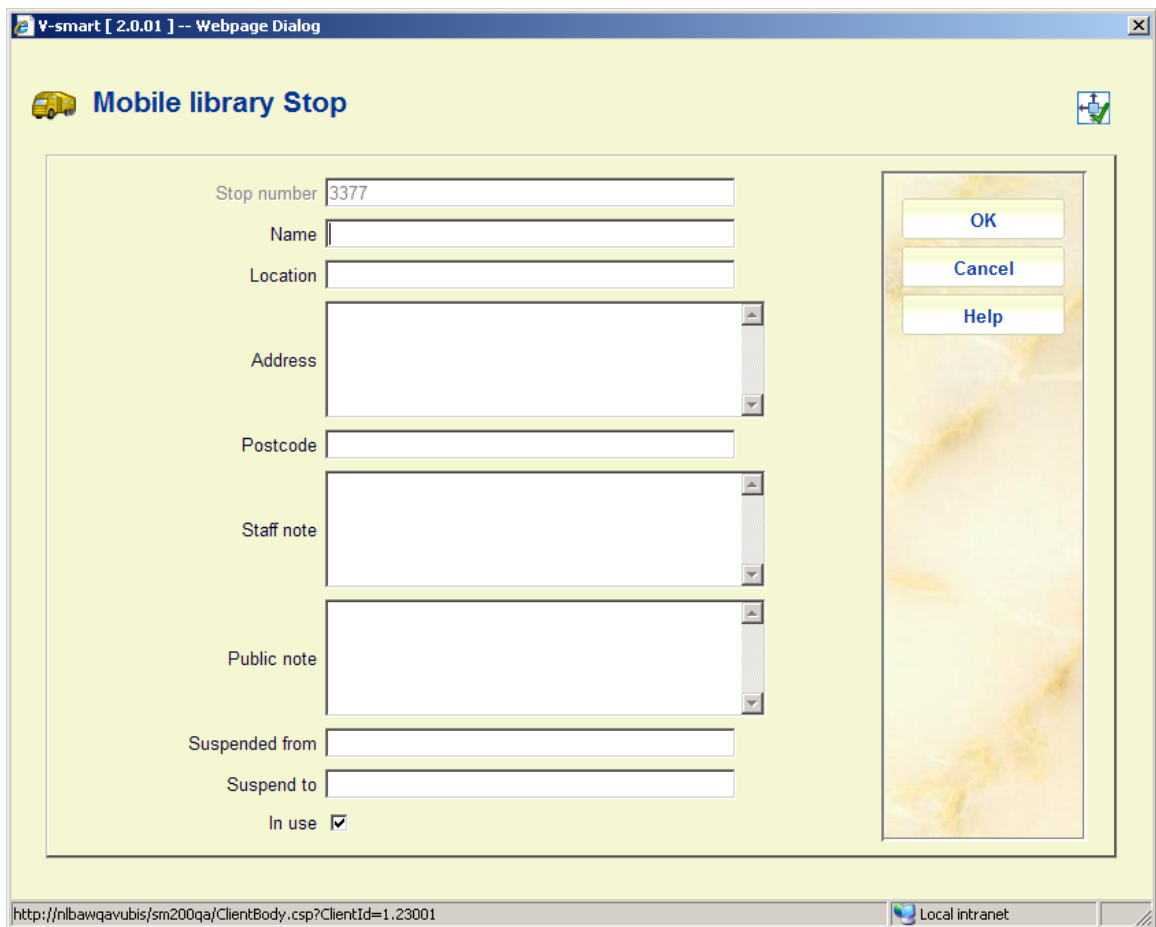 V-smart [ 2.0.01 ] -- Webpage Dialog
Mobile library Stop
Stop number 3377
Name
Location
Address
Postcode
Staff note
Public note
Suspended from
Suspend to
In use
OK
Cancel
Help
http://nlbawqavubis/sm200qa/ClientBody.csp?ClientId=1.23001
Local intranet